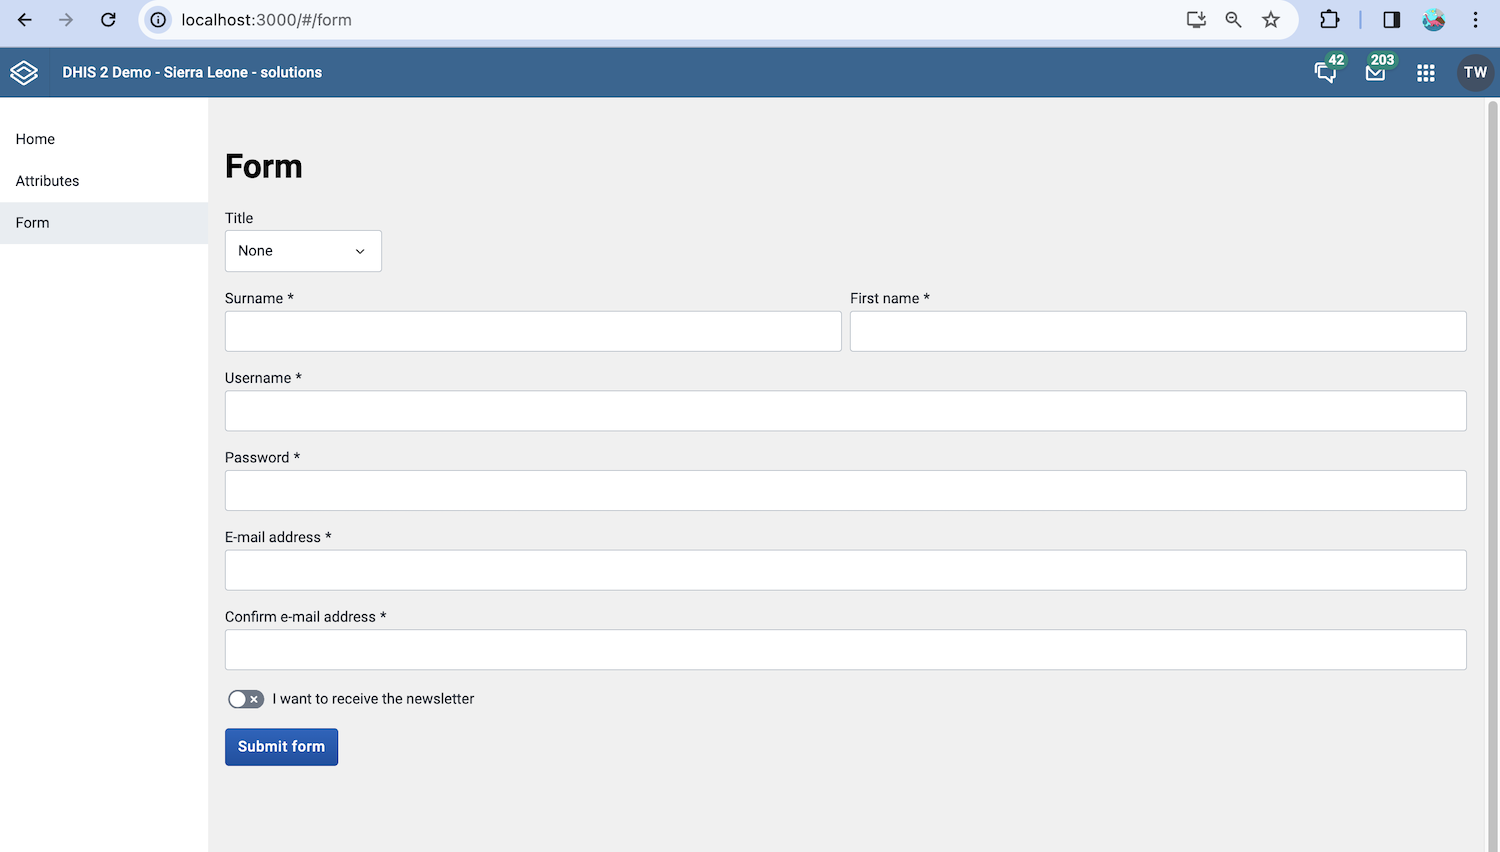 localhost:3000/#/form
DHIS 2 Demo - Sierra Leone - solutions
42
203
TW
Home
Attributes
Form
Form
Title
None
Surname *
First name *
Username *
Password *
E-mail address *
Confirm e-mail address *
I want to receive the newsletter
Submit form